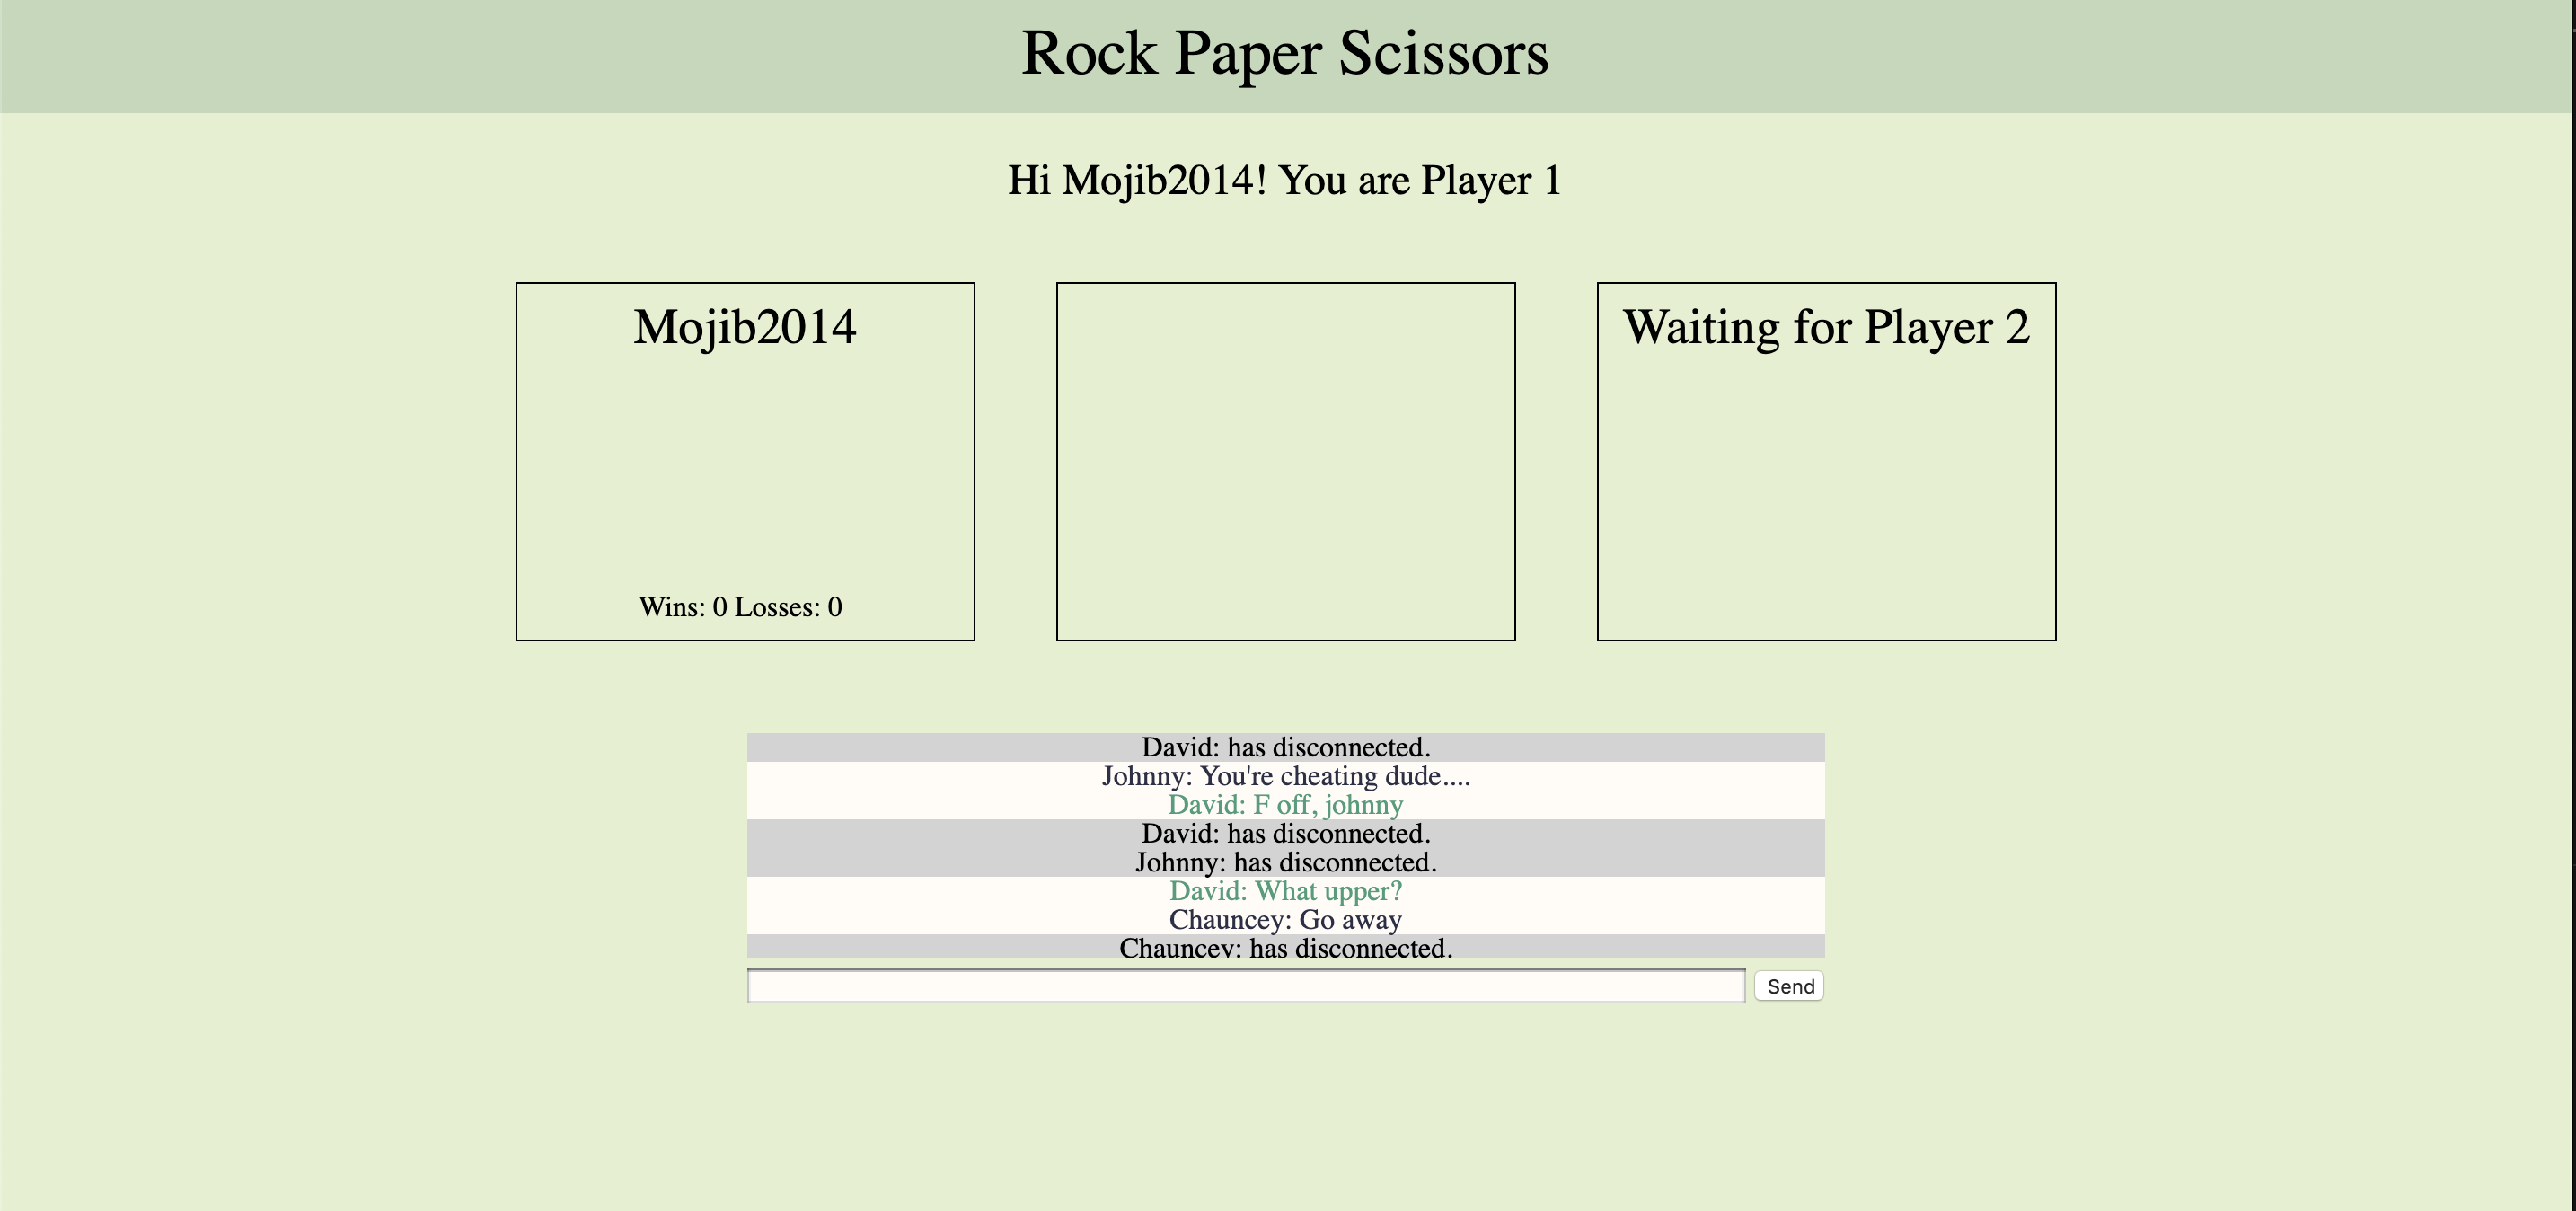 Rock Paper Scissors
Hi Mojib2014! You are Player 1
Mojib2014
Waiting for Player 2
Wins: 0 Losses: 0
David: has disconnected.
Johnny: You're cheating dude....
David: F off, johnny
David: has disconnected.
Johnny: has disconnected.
David: What upper?
Chauncey: Go away
Chauncey: has disconnected.
Send